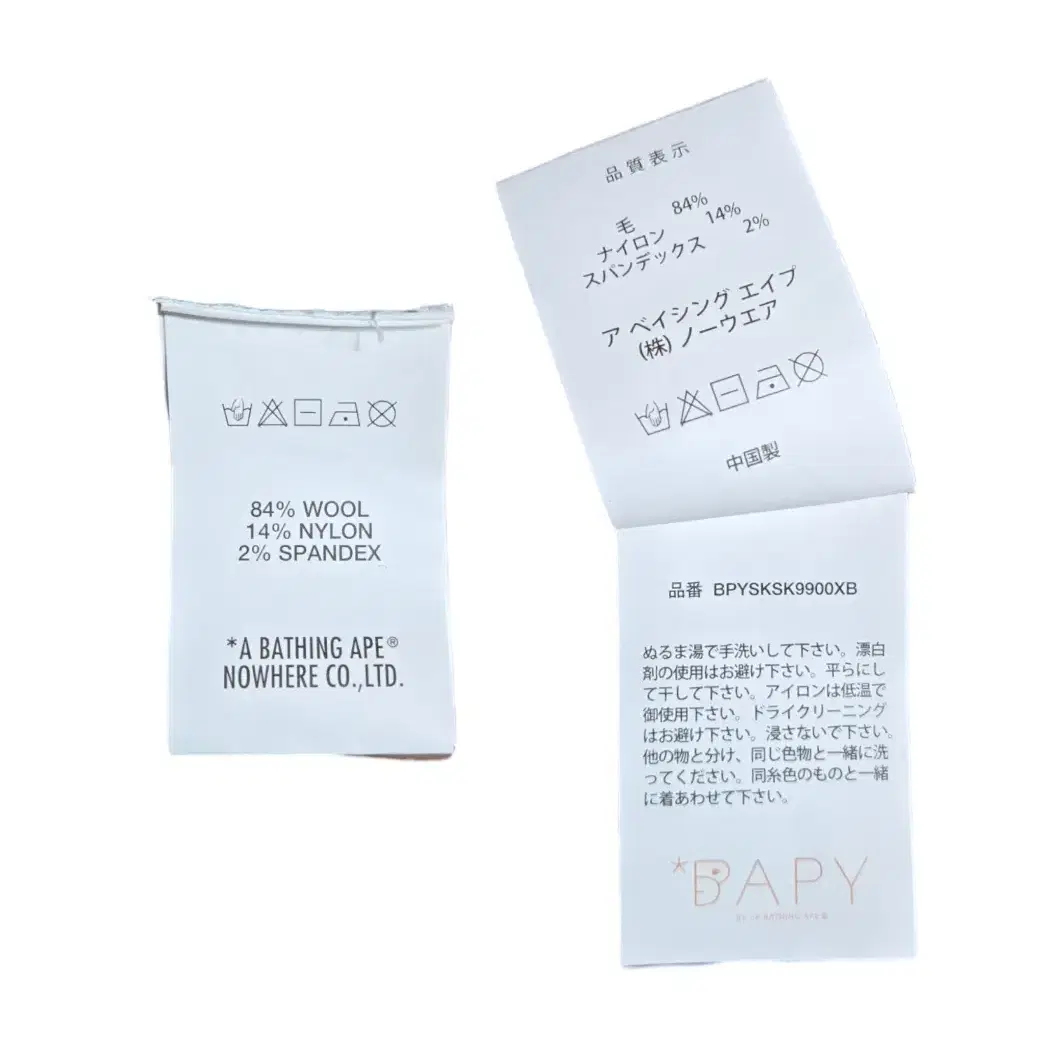 84% WOOL
14% NYLON
2% SPANDEX
*A BATHING APE®
NOWHERE CO.,LTD.
品質表示
毛 84%
ナイロン 14%
スパンデックス 2%
ア ベイシング エイプ
(株) ノーウエア
中国製
品番 BPYSKSK9900XB
ぬるま湯で手洗いして下さい。漂白
剤の使用はお避け下さい。平らにし
て干して下さい。アイロンは低温で
御使用下さい。ドライクリーニング
はお避け下さい。浸さないで下さい。
他の物と分け、同じ色物と一緒に洗
ってください。同糸色のものと一緒
に着あわせて下さい。
*BAPY
BATHING APE